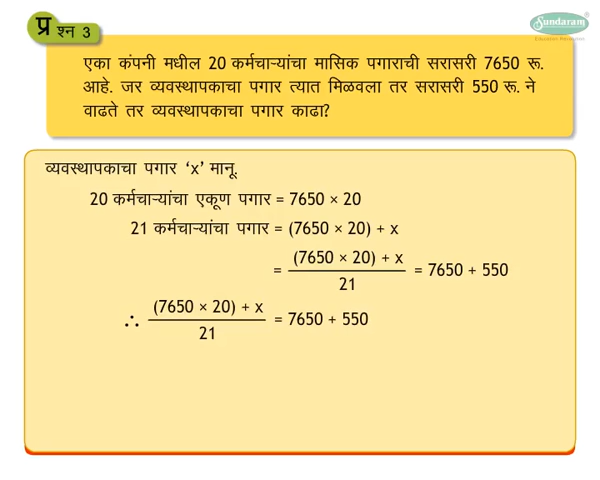 प्रश्न 3
Sundaram
एका कंपनी मधील 20 कर्मचाऱ्यांचा मासिक पगाराची सरासरी 7650 रू.
आहे. जर व्यवस्थापकाचा पगार त्यात मिळवला तर सरासरी 550 रू. ने
वाढते तर व्यवस्थापकाचा पगार काढा?
व्यवस्थापकाचा पगार ‘x’ मानू.
20 कर्मचाऱ्यांचा एकूण पगार = 7650 × 20
21 कर्मचाऱ्यांचा पगार = (7650 × 20) + x
= (7650 × 20) + x / 21 = 7650 + 550
∴ (7650 × 20) + x / 21 = 7650 + 550